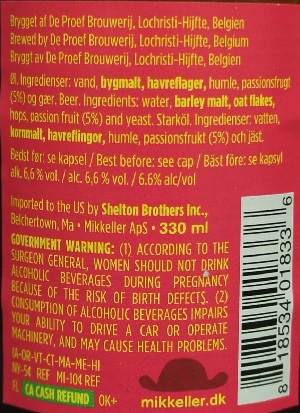 Brygget af De Proef Brouwerij, Lochristi-Hijfte, Belgien
Brewed by De Proef Brouwerij, Lochristi-Hijfte, Belgium
Bryggt av De Proef Brouwerij, Lochristi-Hijfte, Belgien
Øl. Ingredienser: vand, bygmalt, havreflager, humle, passionsfrugt
(5%) og gær. Beer. Ingredients: water, barley malt, oat flakes,
hops, passion fruit (5%) and yeast. Starköl. Ingredienser: vatten,
kornmalt, havreflingor, humle, passionsfrukt (5%) och jäst.
Bedst før: se kapsel / Best before: see cap / Bäst före: se kapsyl
alk. 6,6 % vol. / alc. 6,6 % vol. / 6.6% alc/vol
Imported to the US by Shelton Brothers Inc.,
Belchertown, Ma • Mikkeller ApS • 330 ml
GOVERNMENT WARNING: (1) ACCORDING TO THE
SURGEON GENERAL, WOMEN SHOULD NOT DRINK
ALCOHOLIC BEVERAGES DURING PREGNANCY
BECAUSE OF THE RISK OF BIRTH DEFECTS. (2)
CONSUMPTION OF ALCOHOLIC BEVERAGES IMPAIRS
YOUR ABILITY TO DRIVE A CAR OR OPERATE
MACHINERY, AND MAY CAUSE HEALTH PROBLEMS.
IA-OR-VT-CT-MA-ME-HI
NY-5¢ REF MI-10¢ REF
FL CA CASH REFUND OK+
mikkeller.dk
8 18534 01833 6